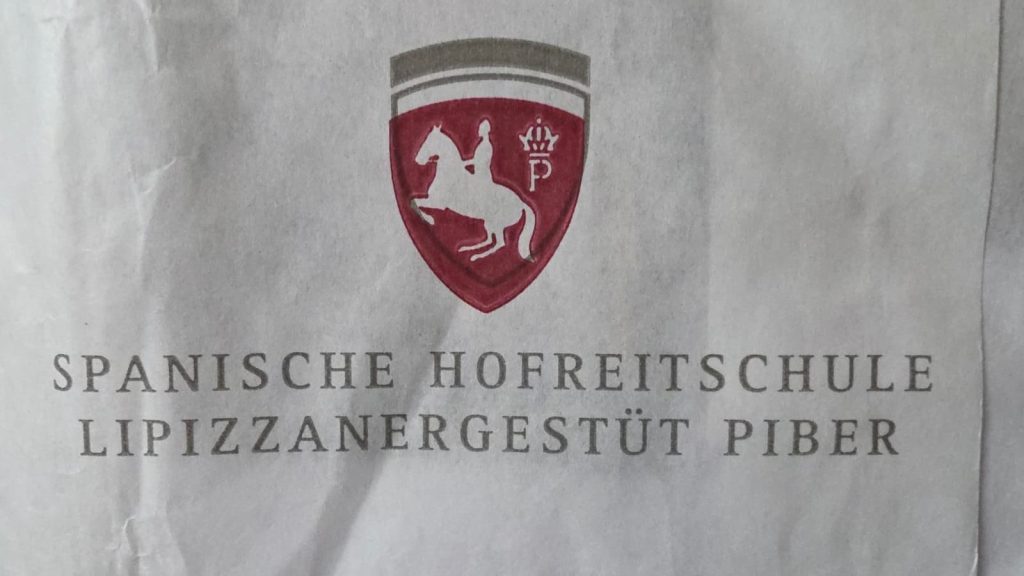 P
SPANISCHE HOFREITSCHULE
LIPIZZANERGESTÜT PIBER